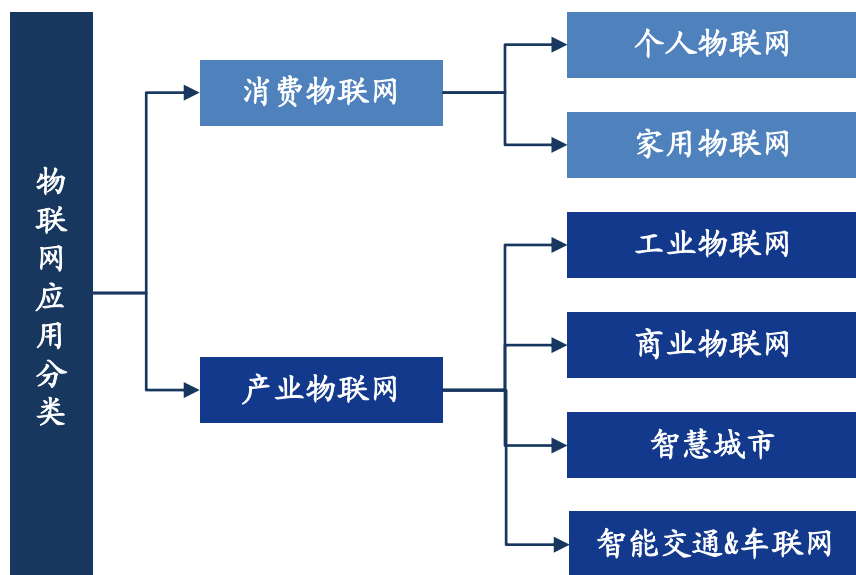 物联网应用分类
消费物联网
个人物联网
家用物联网
产业物联网
工业物联网
商业物联网
智慧城市
智能交通&车联网